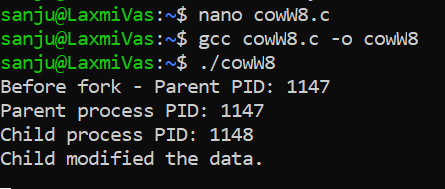 sanju@LaxmiVas:~$ nano cowW8.c
sanju@LaxmiVas:~$ gcc cowW8.c -o cowW8
sanju@LaxmiVas:~$ ./cowW8
Before fork - Parent PID: 1147
Parent process PID: 1147
Child process PID: 1148
Child modified the data.